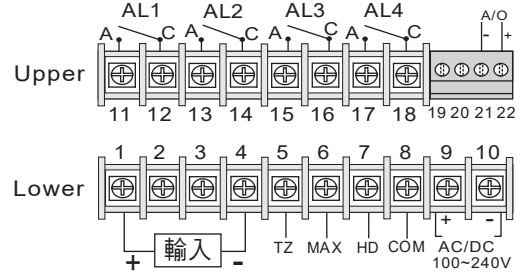 AL1 AL2 AL3 AL4 A/O
A C A C A C A C - +
Upper
11 12 13 14 15 16 17 18 19 20 21 22
1 2 3 4 5 6 7 8 9 10
Lower
+ 輸入 - TZ MAX HD COM + -
AC/DC
100~240V